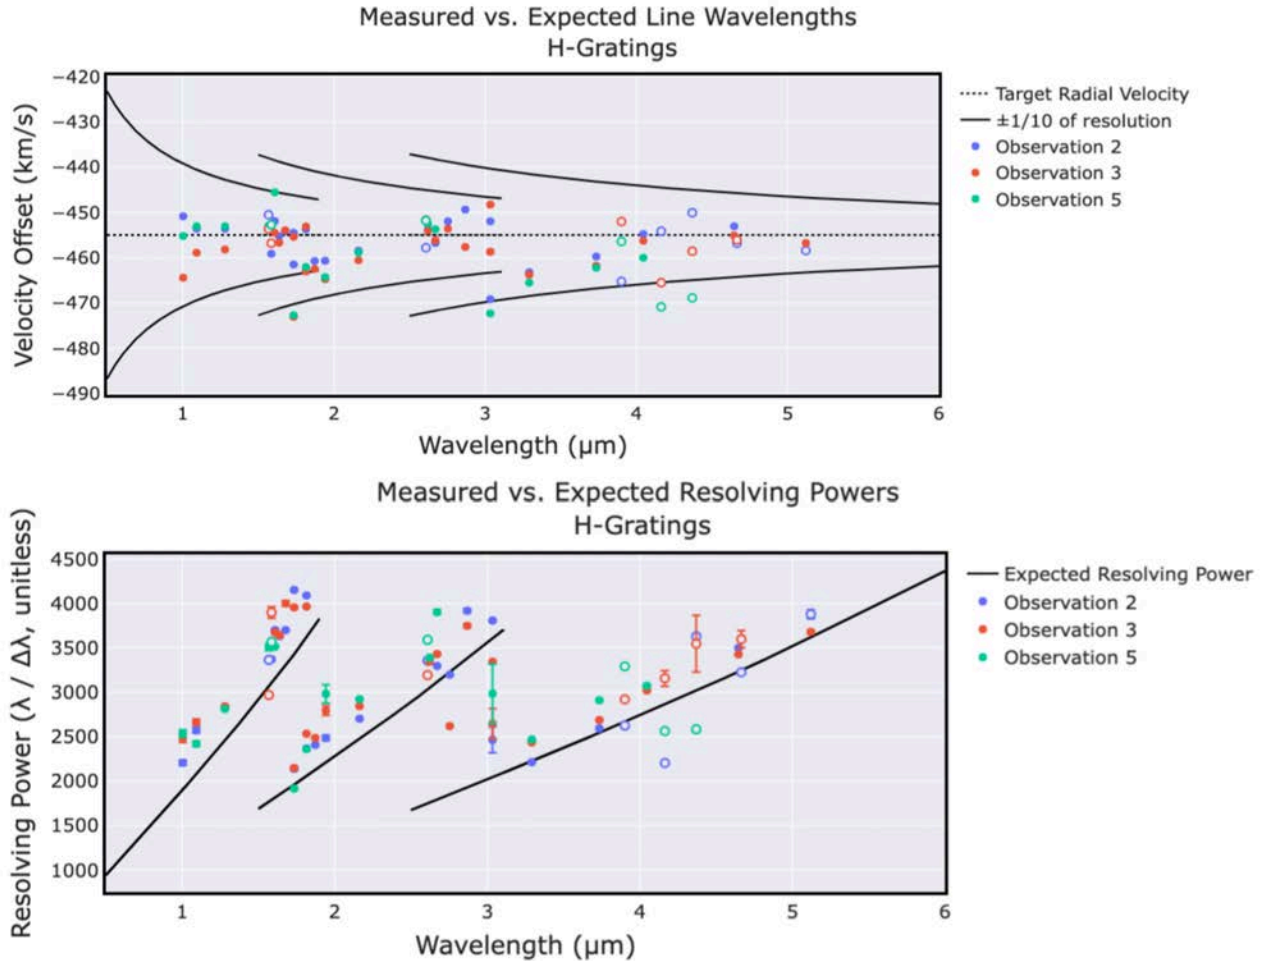 Measured vs. Expected Line Wavelengths
H-Gratings
Velocity Offset (km/s)
−420
−430
−440
−450
−460
−470
−480
−490
1 2 3 4 5 6
Wavelength (μm)
Target Radial Velocity
±1/10 of resolution
Observation 2
Observation 3
Observation 5
Measured vs. Expected Resolving Powers
H-Gratings
Resolving Power (λ / Δλ, unitless)
4500
4000
3500
3000
2500
2000
1500
1000
1 2 3 4 5 6
Wavelength (μm)
Expected Resolving Power
Observation 2
Observation 3
Observation 5